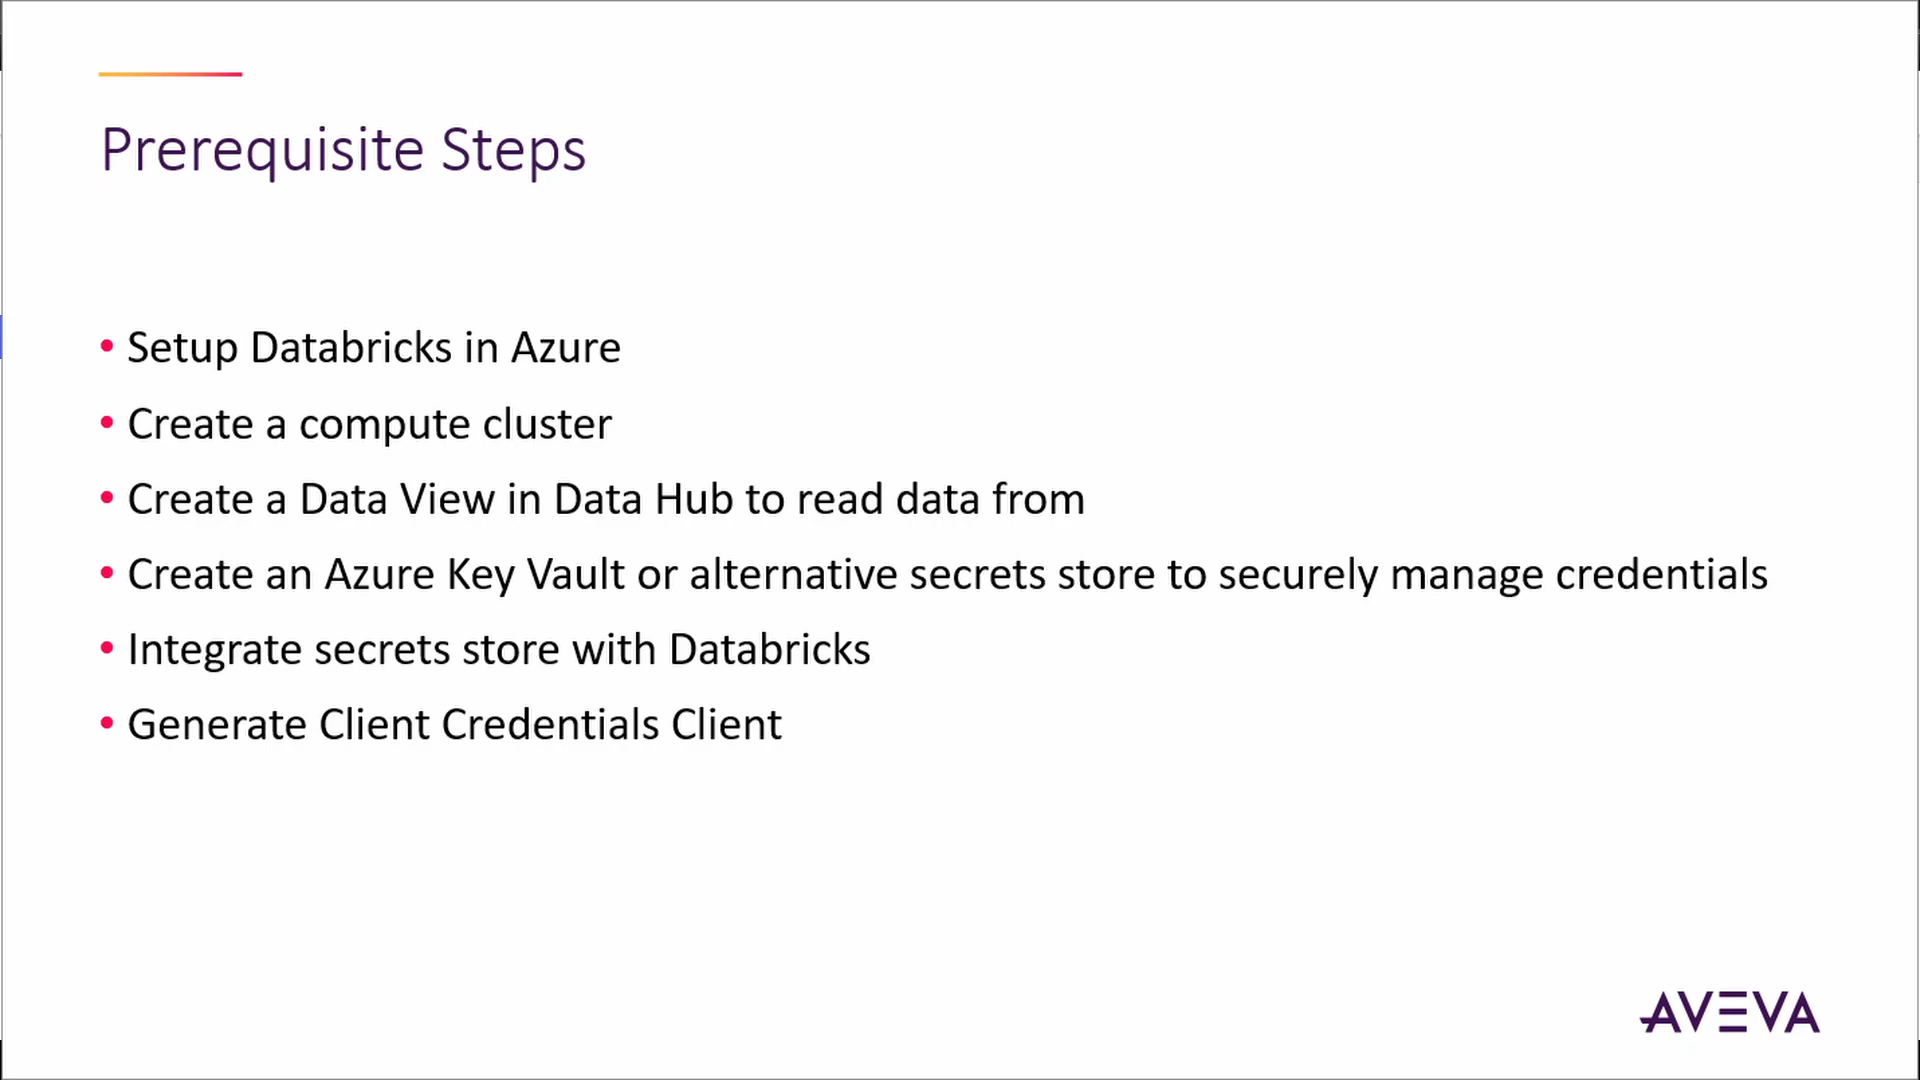 Prerequisite Steps
• Setup Databricks in Azure
• Create a compute cluster
• Create a Data View in Data Hub to read data from
• Create an Azure Key Vault or alternative secrets store to securely manage credentials
• Integrate secrets store with Databricks
• Generate Client Credentials Client
AVEVA